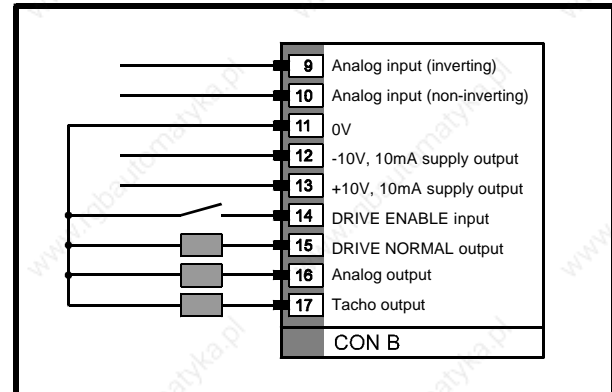 9 Analog input (inverting)
10 Analog input (non-inverting)
11 0V
12 -10V, 10mA supply output
13 +10V, 10mA supply output
14 DRIVE ENABLE input
15 DRIVE NORMAL output
16 Analog output
17 Tacho output
CON B